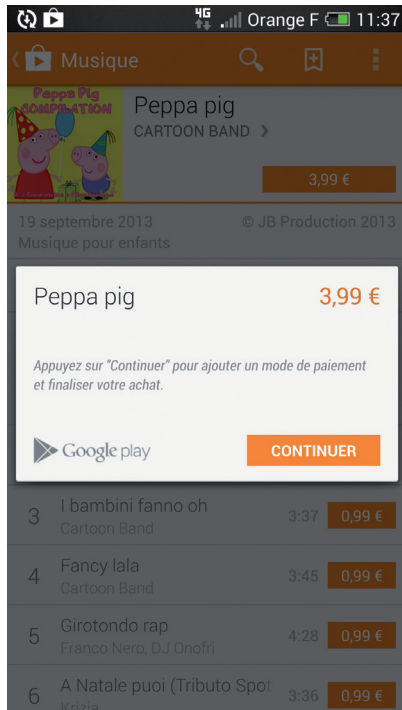 4G Orange F 11:37
Musique
Peppa Pig
COMPILATION
Peppa pig
CARTOON BAND >
3,99 €
19 septembre 2013 © JB Production 2013
Musique pour enfants
Peppa pig 3,99 €
Appuyez sur "Continuer" pour ajouter un mode de paiement
et finaliser votre achat.
Google play CONTINUER
3 I bambini fanno oh 3:37 0,99 €
Cartoon Band
4 Fancy lala 3:45 0,99 €
Cartoon Band
5 Girotondo rap 4:28 0,99 €
Franco Nero, DJ Onofri
6 A Natale puoi (Tributo Spot 3:36 0,99 €
Krizia